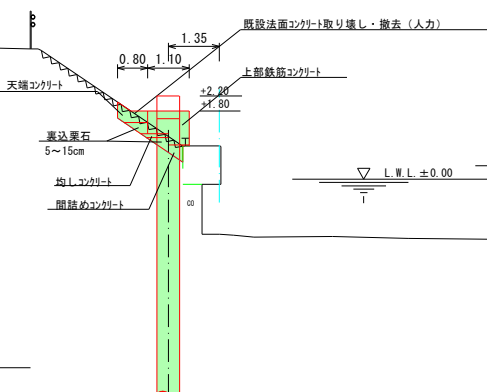 既設法面コンクリート取り壊し・撤去（人力）
1.35
0.80 1.10
上部鉄筋コンクリート
天端コンクリート
+2.20
+1.80
裏込栗石
5～15cm
L.W.L.±0.00
均しコンクリート
間詰めコンクリート